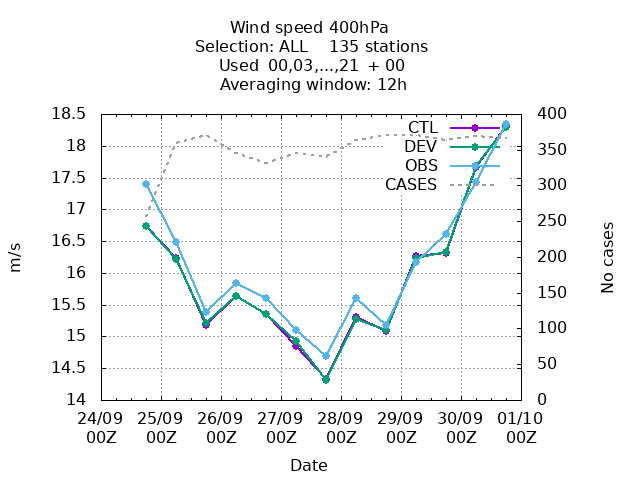 Wind speed 400hPa
Selection: ALL    135 stations
Used 00,03,...,21 + 00
Averaging window: 12h
18.5
18
17.5
17
16.5
16
15.5
15
14.5
14
m/s
400
350
300
250
200
150
100
50
0
No cases
CTL
DEV
OBS
CASES
24/09 25/09 26/09 27/09 28/09 29/09 30/09 01/10
00Z 00Z 00Z 00Z 00Z 00Z 00Z 00Z
Date